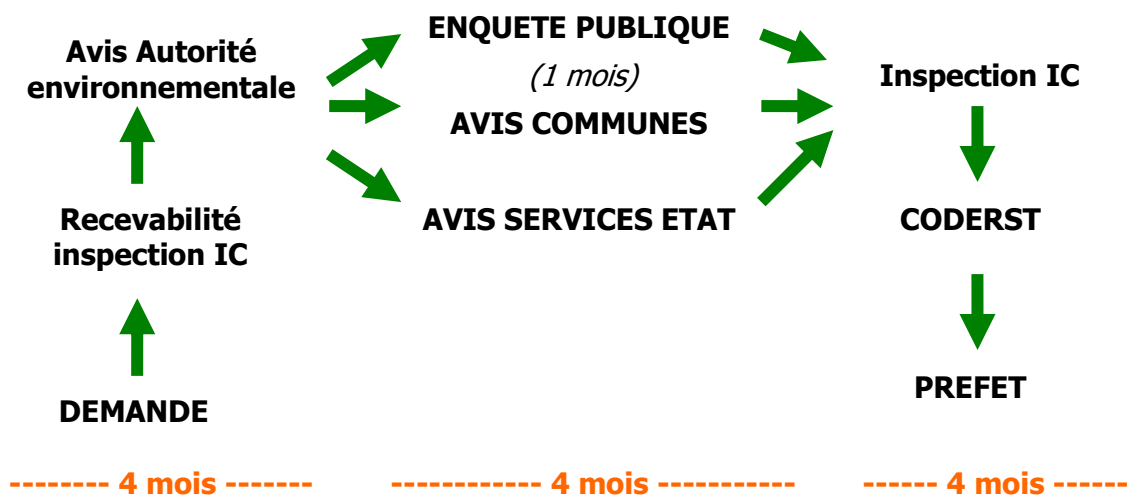 Avis Autorité
environnementale
Recevabilité
inspection IC
DEMANDE
-------- 4 mois -------
ENQUETE PUBLIQUE
(1 mois)
AVIS COMMUNES
AVIS SERVICES ETAT
------------ 4 mois -----------
Inspection IC
CODERST
PREFET
------ 4 mois ------